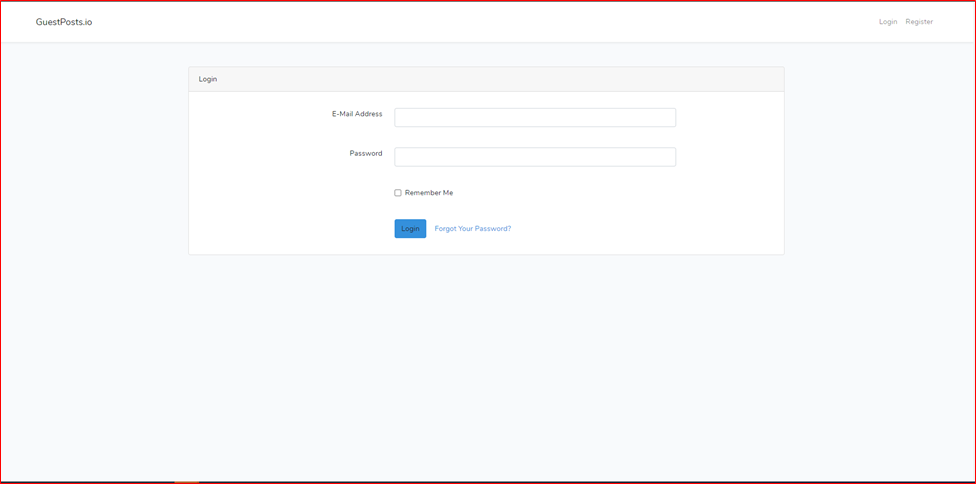 GuestPosts.io
Login Register
Login
E-Mail Address
Password
Remember Me
Login Forgot Your Password?